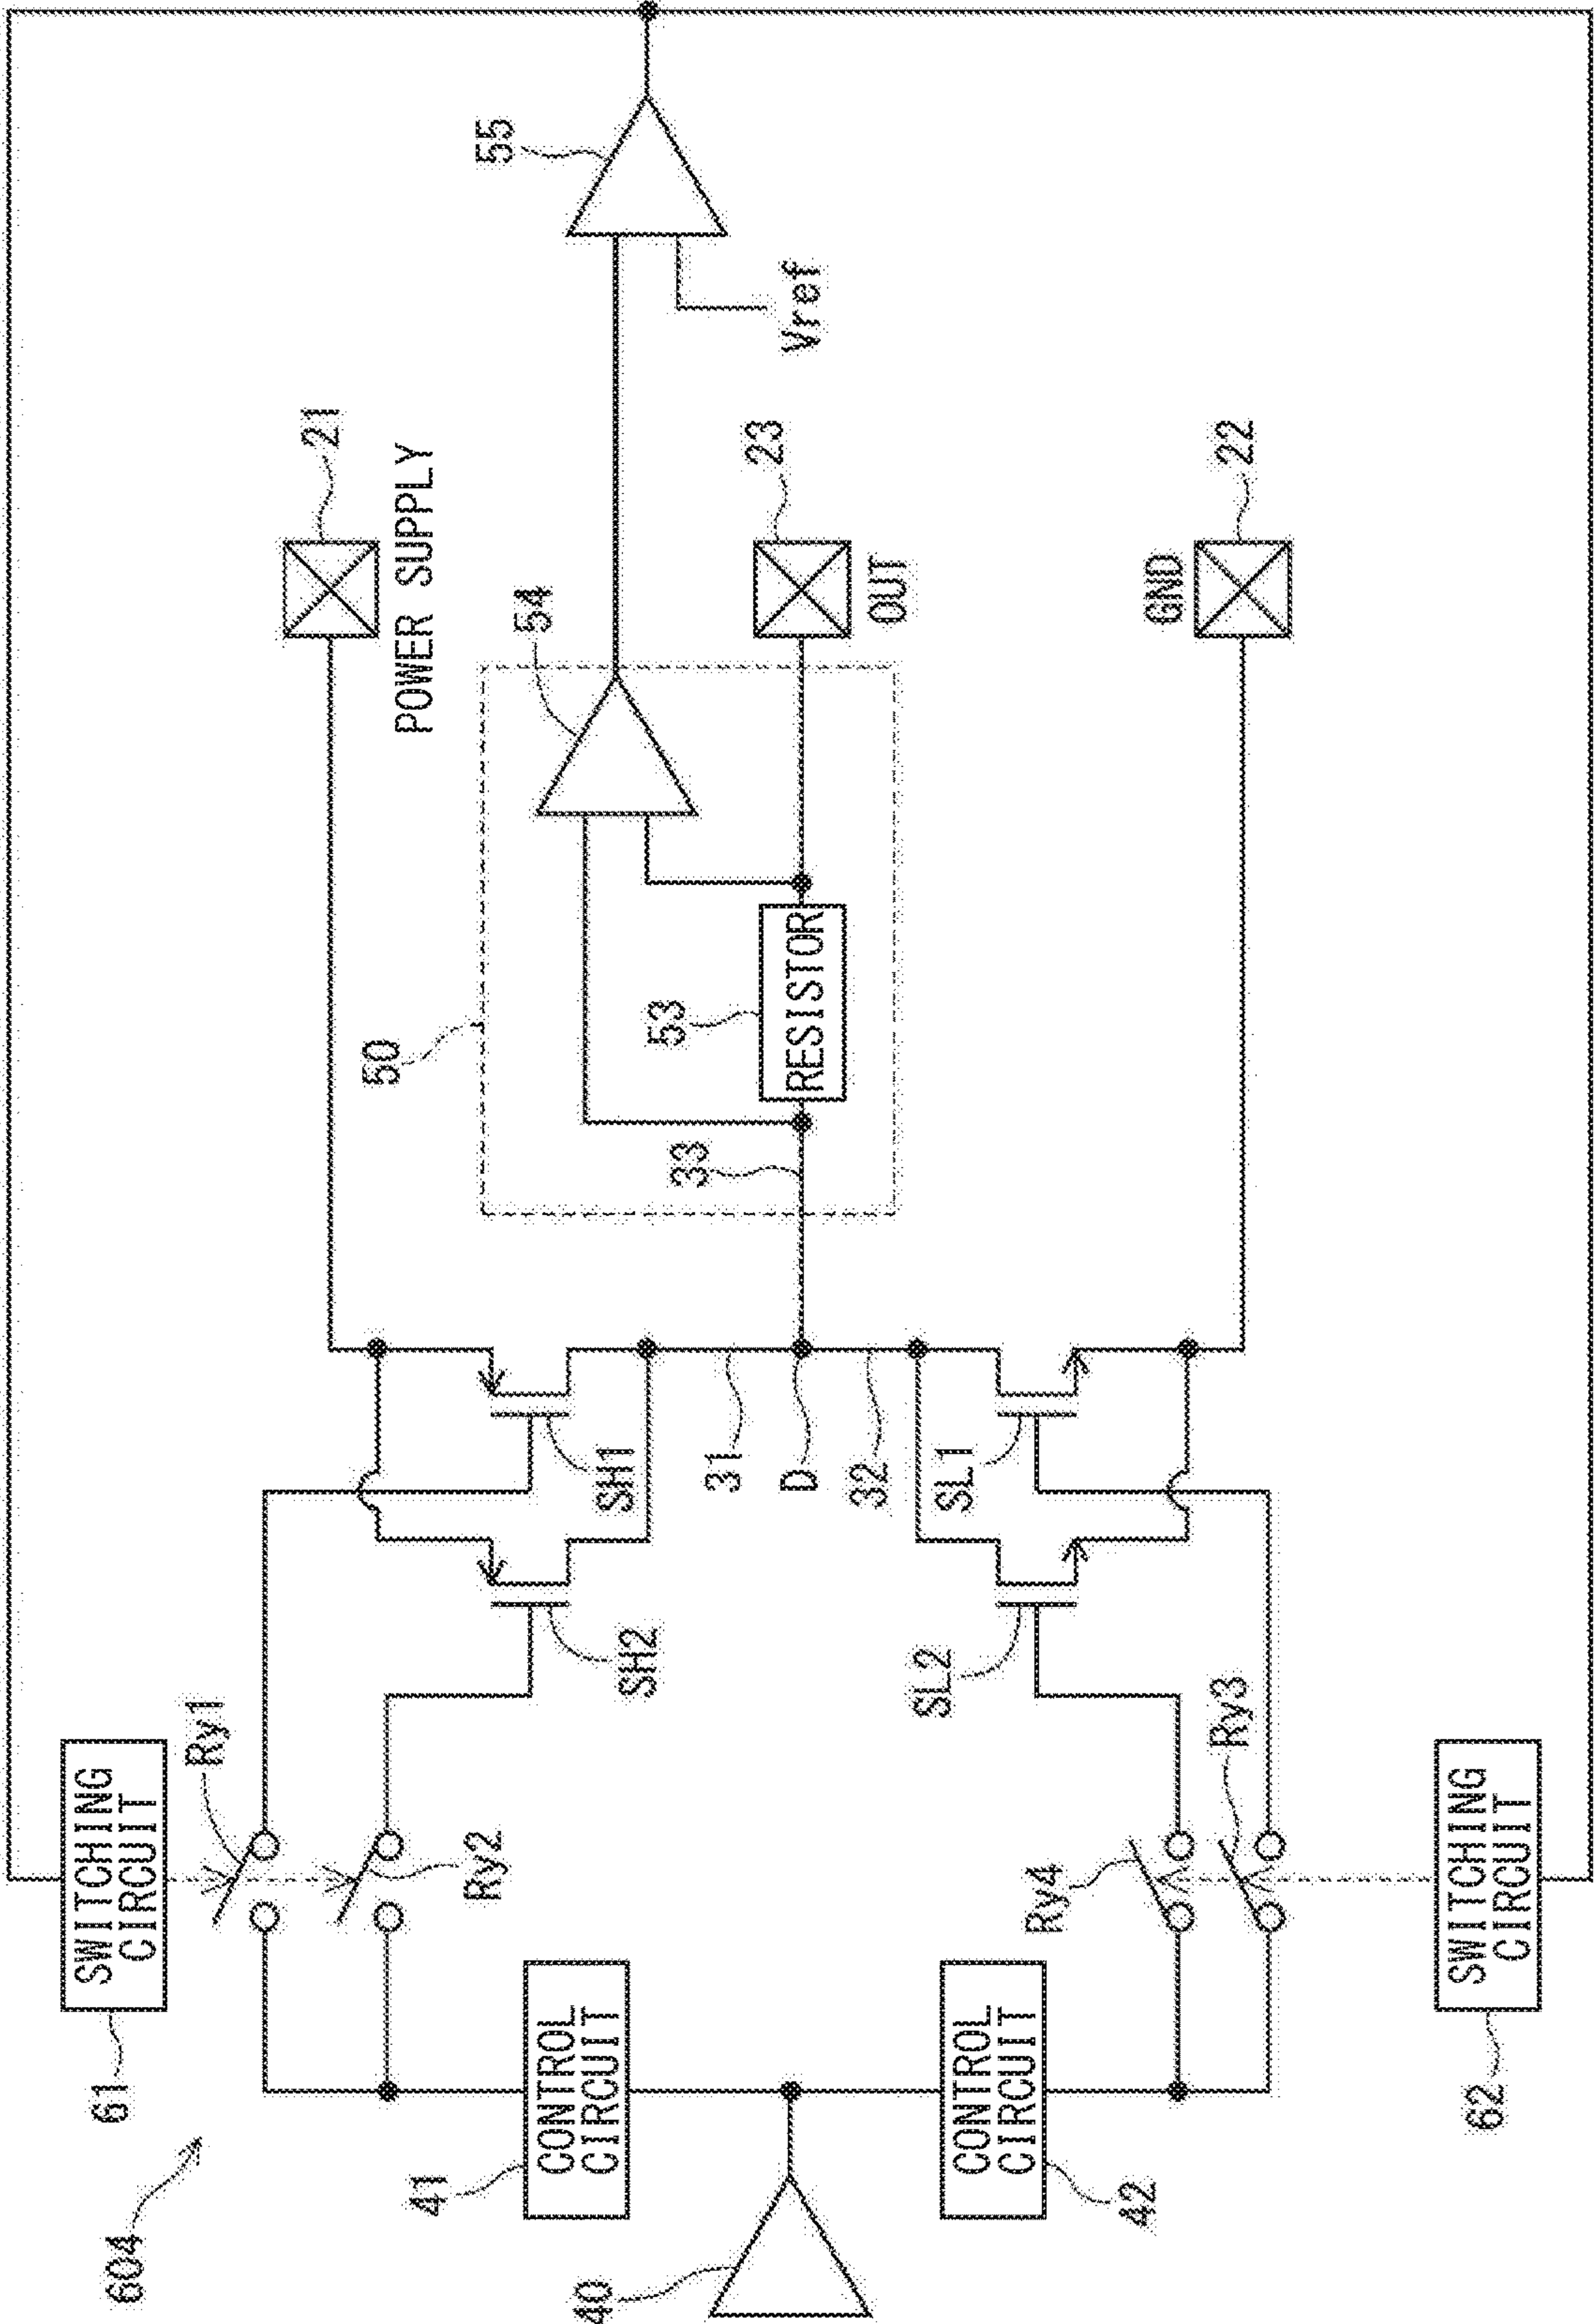 604
61
SWITCHING
CIRCUIT
Ry1
Ry2
21
POWER SUPPLY
55
Vref
41
CONTROL
CIRCUIT
SH2
SH1
50
54
40
31
D
32
33
53
RESISTOR
23
OUT
42
CONTROL
CIRCUIT
SL2
SL1
Ry4
Ry3
GND
22
62
SWITCHING
CIRCUIT